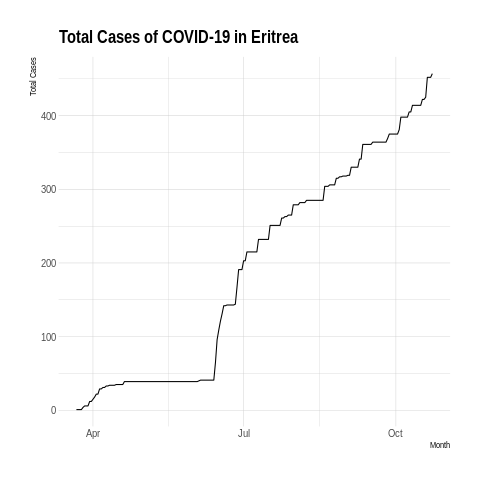 Total Cases of COVID-19 in Eritrea
Total Cases
400
300
200
100
0
Apr Jul Oct
Month